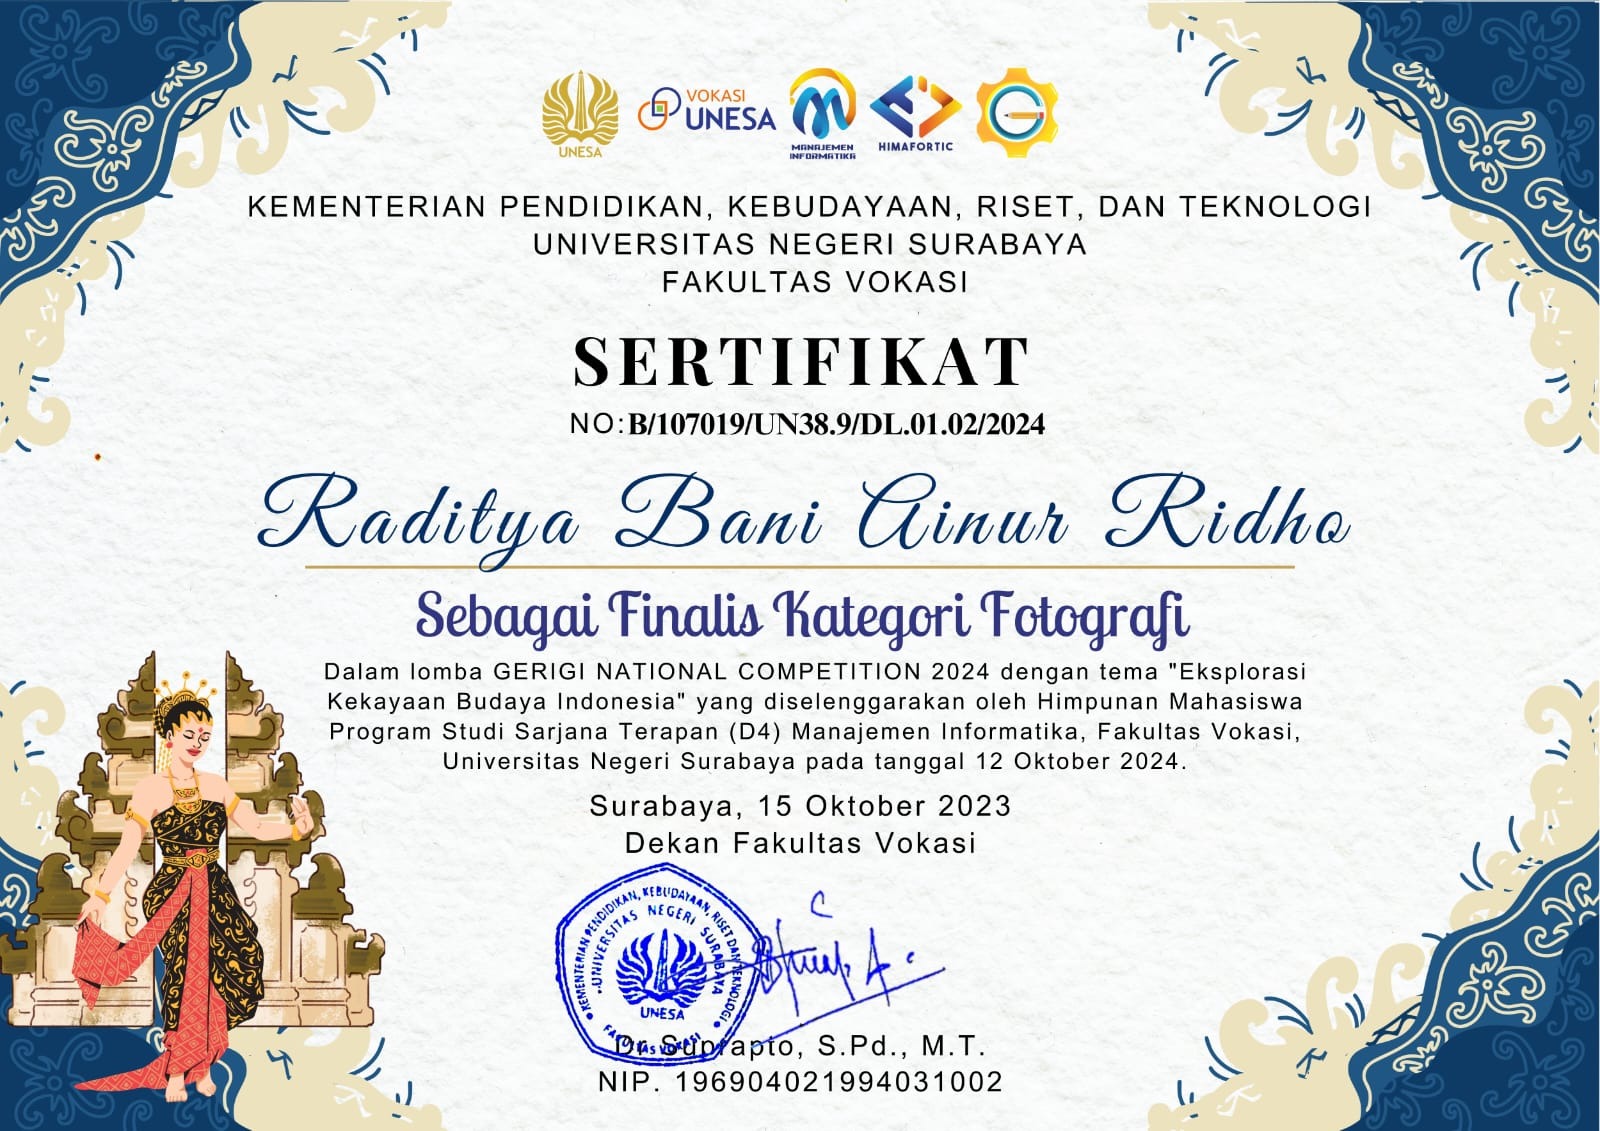 UNESA
VOKASI
UNESA
MANAJEMEN
INFORMATIKA
HIMAFORTIC
KEMENTERIAN PENDIDIKAN, KEBUDAYAAN, RISET, DAN TEKNOLOGI
UNIVERSITAS NEGERI SURABAYA
FAKULTAS VOKASI
SERTIFIKAT
NO: B/107019/UN38.9/DL.01.02/2024
Raditya Bani Ainur Ridho
Sebagai Finalis Kategori Fotografi
Dalam lomba GERIGI NATIONAL COMPETITION 2024 dengan tema "Eksplorasi
Kekayaan Budaya Indonesia" yang diselenggarakan oleh Himpunan Mahasiswa
Program Studi Sarjana Terapan (D4) Manajemen Informatika, Fakultas Vokasi,
Universitas Negeri Surabaya pada tanggal 12 Oktober 2024.
Surabaya, 15 Oktober 2023
Dekan Fakultas Vokasi
KEMENTERIAN PENDIDIKAN, KEBUDAYAAN, RISET DAN TEKNOLOGI
UNIVERSITAS NEGERI SURABAYA
UNESA
FAKULTAS VOKASI
Dr. Suprapto, S.Pd., M.T.
NIP. 196904021994031002